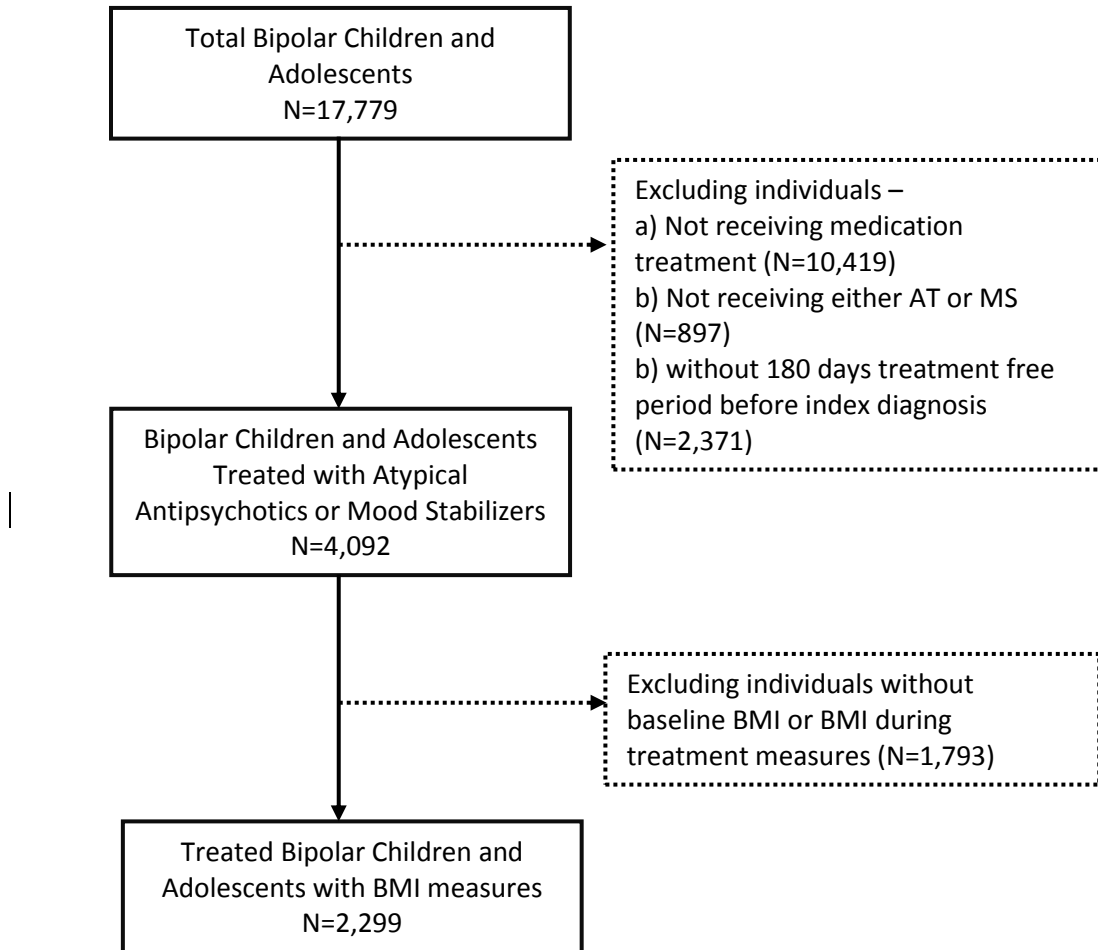 Total Bipolar Children and
Adolescents
N=17,779
Excluding individuals –
a) Not receiving medication
treatment (N=10,419)
b) Not receiving either AT or MS
(N=897)
b) without 180 days treatment free
period before index diagnosis
(N=2,371)
Bipolar Children and Adolescents
Treated with Atypical
Antipsychotics or Mood Stabilizers
N=4,092
Excluding individuals without
baseline BMI or BMI during
treatment measures (N=1,793)
Treated Bipolar Children and
Adolescents with BMI measures
N=2,299